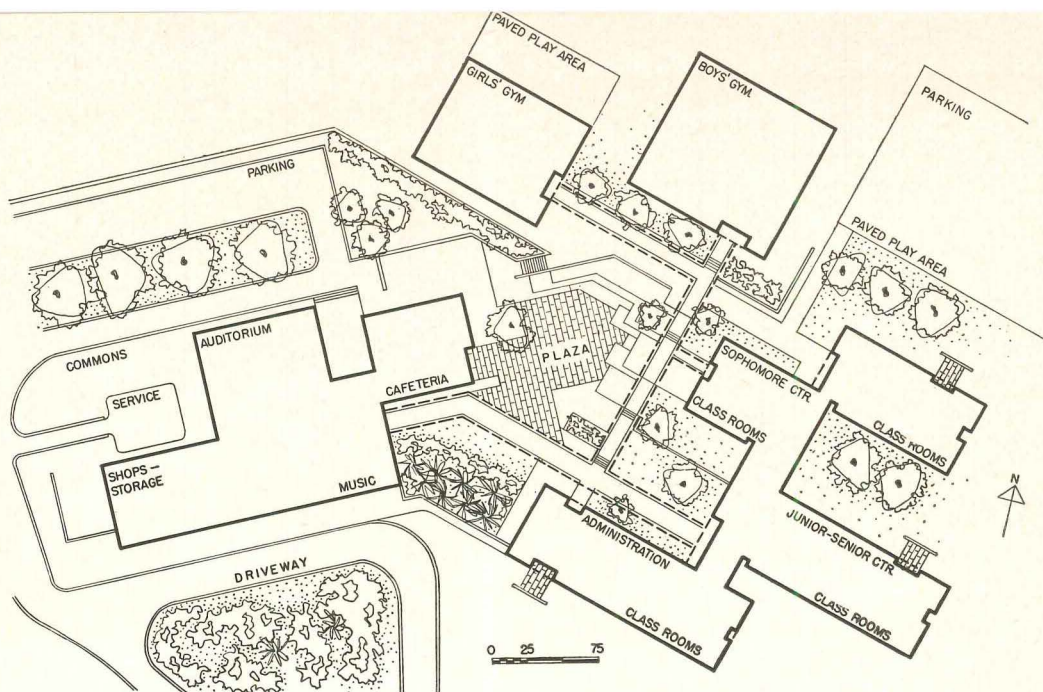 PAVED PLAY AREA
GIRLS' GYM
BOYS' GYM.
PARKING
PARKING
PAVED PLAY AREA
AUDITORIUM
COMMONS
PLAZA
SOPHOMORE CTR.
CAFETERIA
SERVICE
CLASS ROOMS
CLASS ROOMS
SHOPS –
STORAGE
MUSIC
N
ADMINISTRATION
JUNIOR-SENIOR CTR.
DRIVEWAY
CLASS ROOMS
CLASS ROOMS
0 25 75